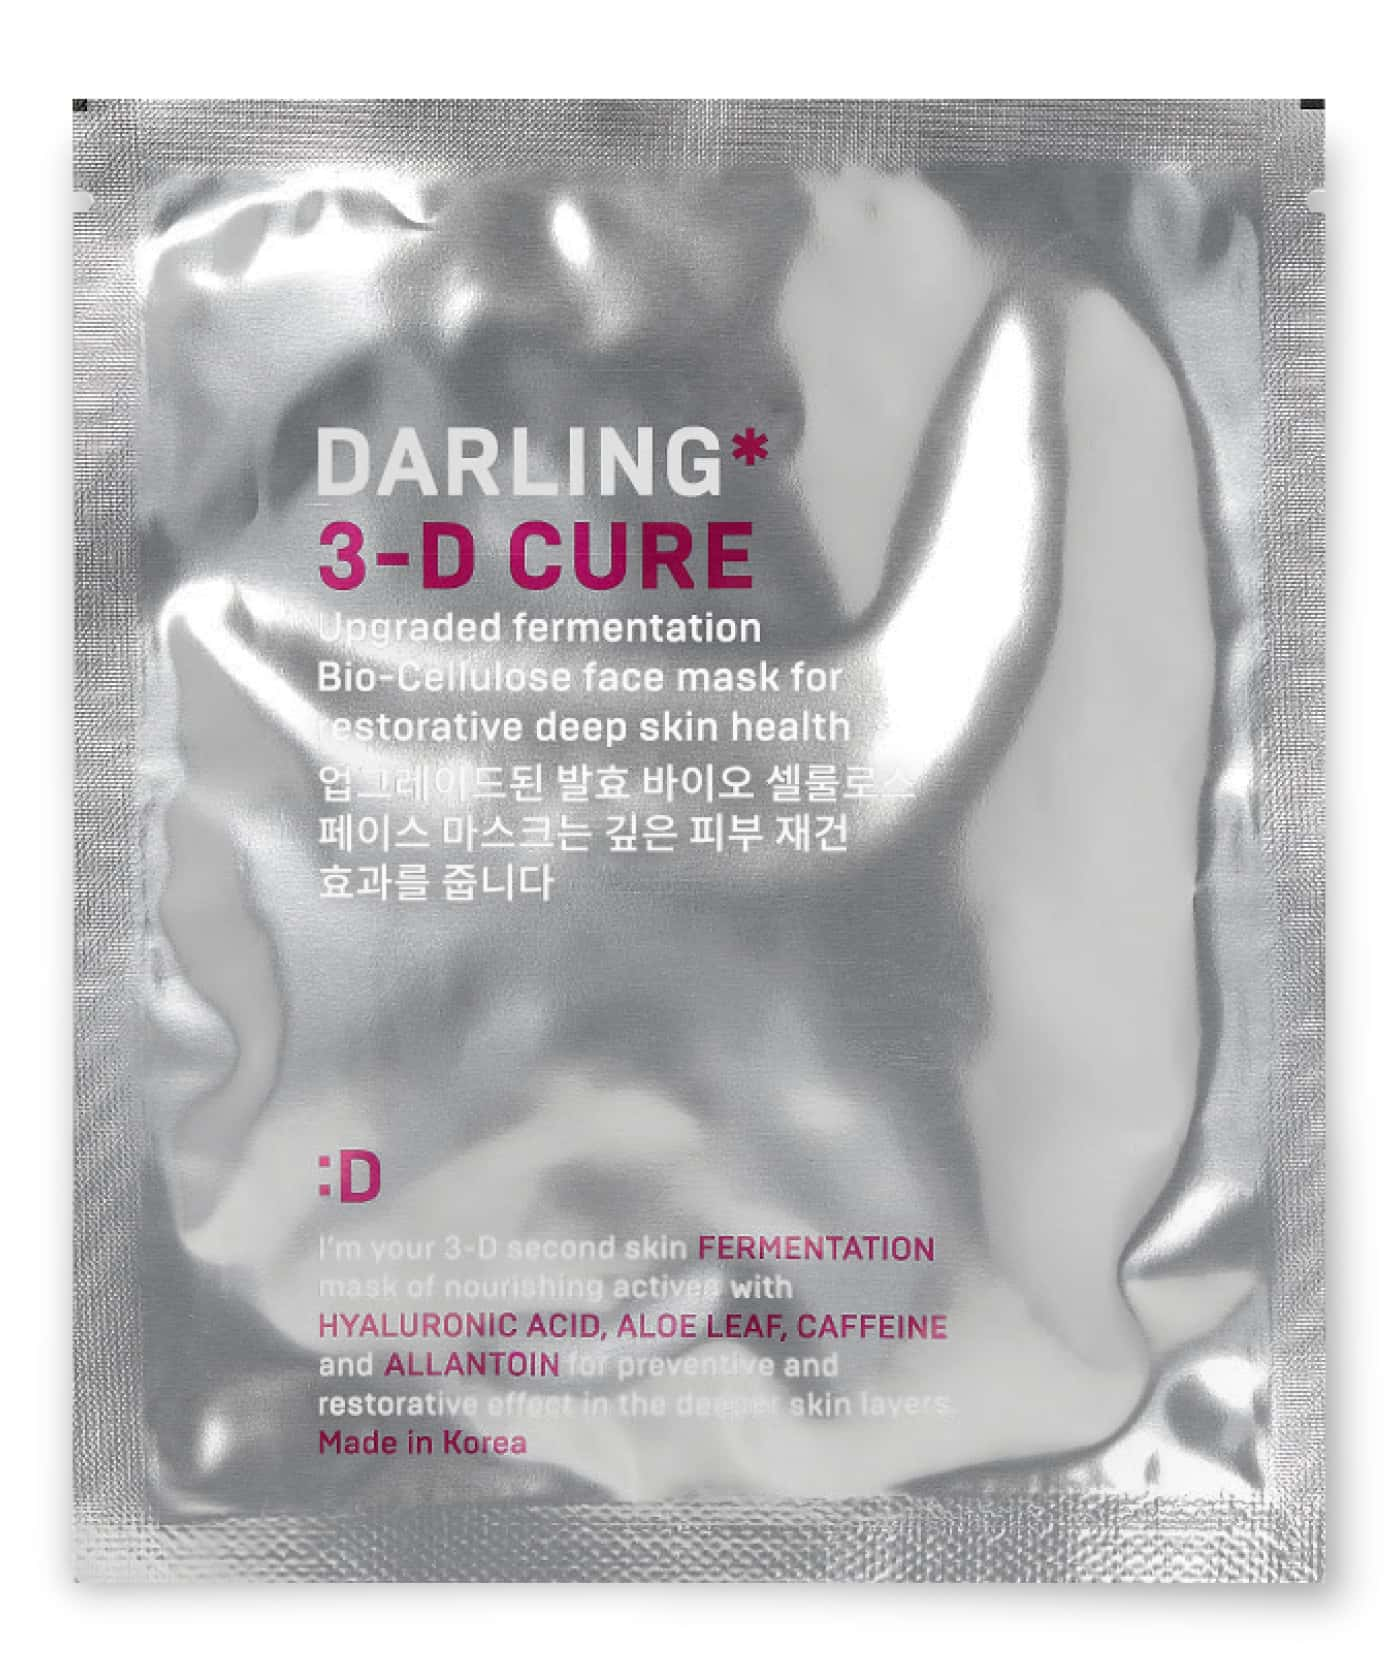 DARLING*
3-D CURE
Upgraded fermentation
Bio-Cellulose face mask for
restorative deep skin health
업그레이드된 발효 바이오 셀룰로스
페이스 마스크는 깊은 피부 재건
효과를 줍니다
:D
I'm your 3-D second skin FERMENTATION
mask of nourishing actives with
HYALURONIC ACID, ALOE LEAF, CAFFEINE
and ALLANTOIN for preventive and
restorative effect in the deeper skin layers.
Made in Korea